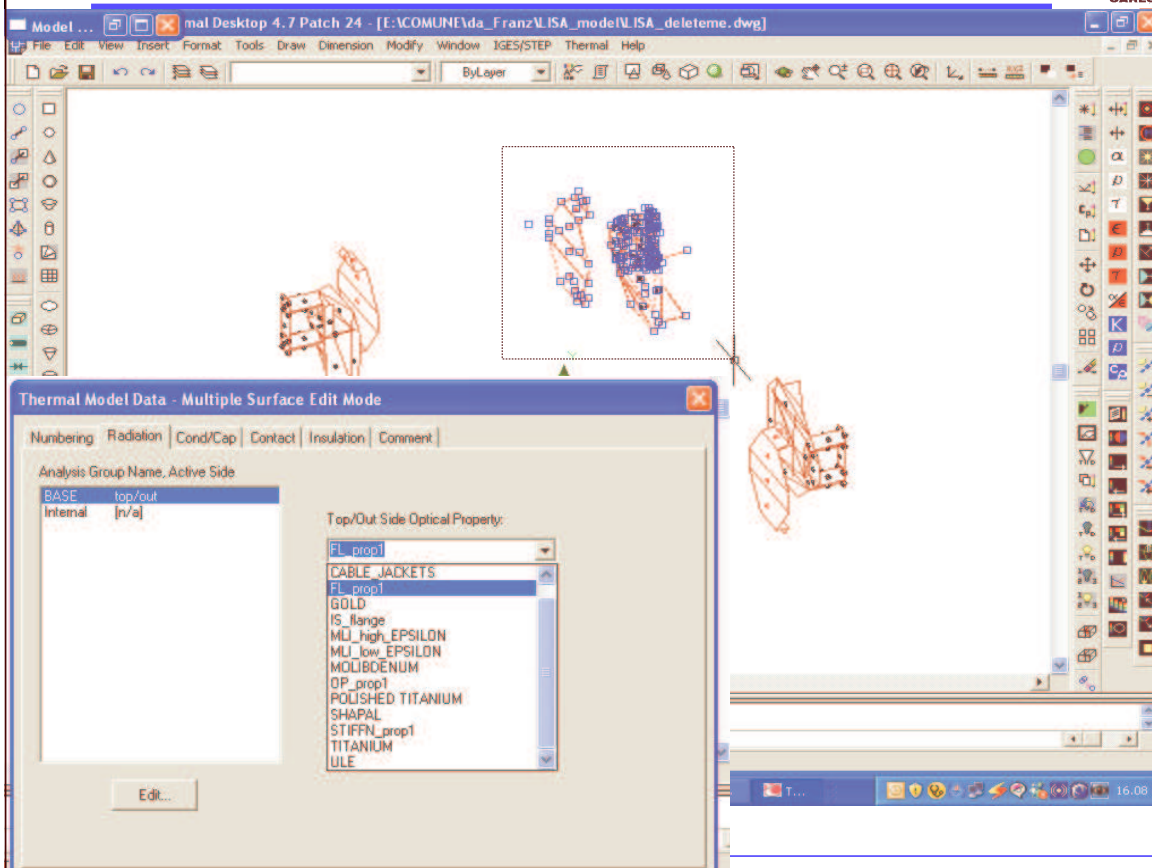 Model ...
mal Desktop 4.7 Patch 24 - [E:\COMUNE\da_Franz\LISA_model\LISA_deleteme.dwg]
File Edit View Insert Format Tools Draw Dimension Modify Window IGES/STEP Thermal Help
ByLayer
Thermal Model Data - Multiple Surface Edit Mode
Numbering Radiation Cond/Cap Contact Insulation Comment
Analysis Group Name, Active Side
BASE top/out
Internal [n/a]
Top/Out Side Optical Property:
FL_prop1
CABLE_JACKETS
FL_prop1
GOLD
IS_flange
MLI_high_EPSILON
MLI_low_EPSILON
MOLIBDENUM
OP_prop1
POLISHED TITANIUM
SHAPAL
STIFFN_prop1
TITANIUM
ULE
Edit...
T...
16.08